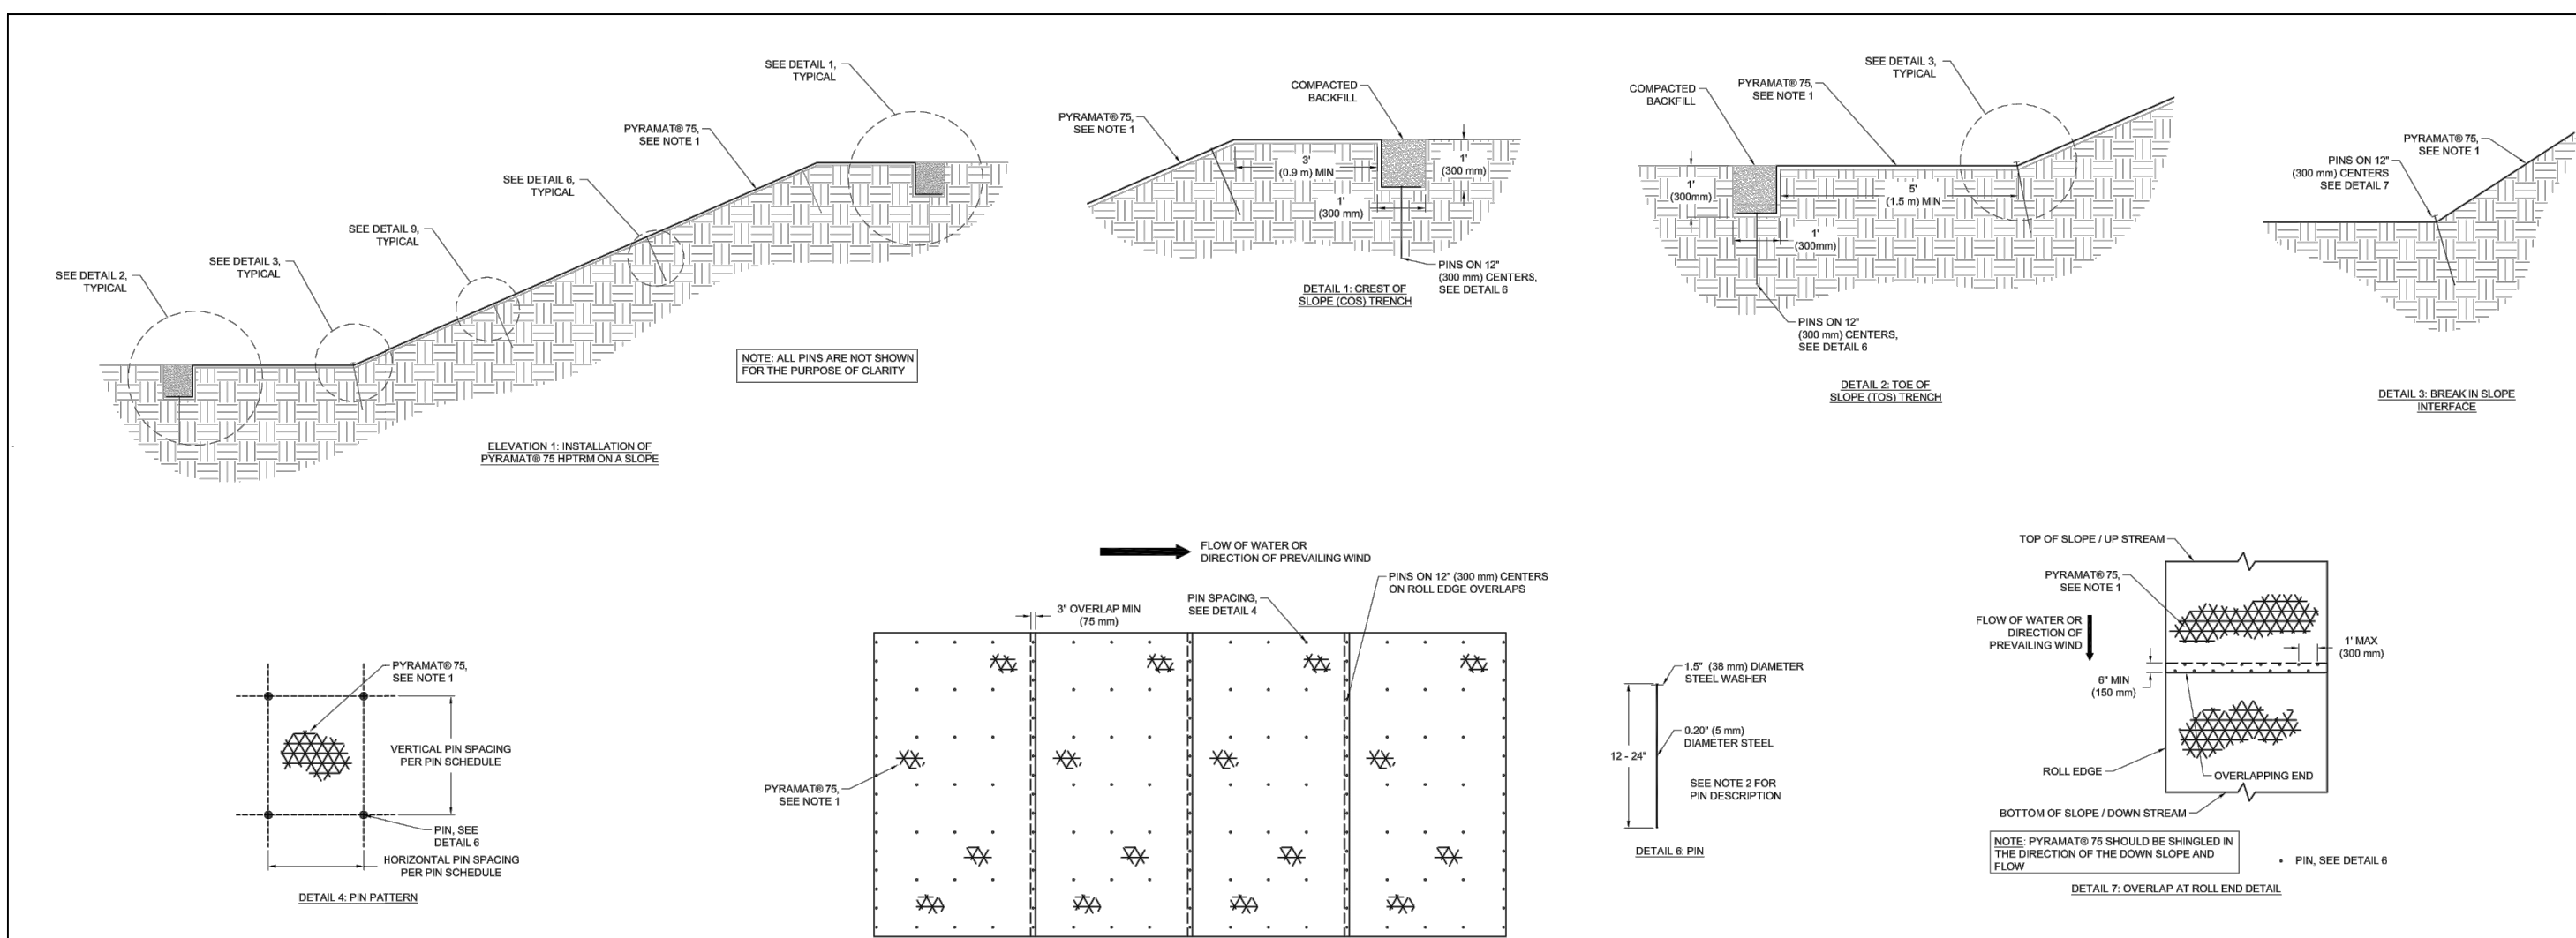 SEE DETAIL 1,
TYPICAL
PYRAMAT® 75,
SEE NOTE 1
SEE DETAIL 6,
TYPICAL
SEE DETAIL 9,
TYPICAL
SEE DETAIL 3,
TYPICAL
SEE DETAIL 2,
TYPICAL
NOTE: ALL PINS ARE NOT SHOWN
FOR THE PURPOSE OF CLARITY
ELEVATION 1: INSTALLATION OF
PYRAMAT® 75 HPTRM ON A SLOPE
COMPACTED
BACKFILL
PYRAMAT® 75,
SEE NOTE 1
3'
(0.9 m) MIN
1'
(300 mm)
1'
(300 mm)
PINS ON 12"
(300 mm) CENTERS,
SEE DETAIL 6
DETAIL 1: CREST OF
SLOPE (COS) TRENCH
SEE DETAIL 3,
TYPICAL
COMPACTED
BACKFILL
PYRAMAT® 75,
SEE NOTE 1
1'
(300mm)
5'
(1.5 m) MIN
1'
(300mm)
PINS ON 12"
(300 mm) CENTERS,
SEE DETAIL 6
DETAIL 2: TOE OF
SLOPE (TOS) TRENCH
PYRAMAT® 75,
SEE NOTE 1
PINS ON 12"
(300 mm) CENTERS
SEE DETAIL 7
DETAIL 3: BREAK IN SLOPE
INTERFACE
PYRAMAT® 75,
SEE NOTE 1
VERTICAL PIN SPACING
PER PIN SCHEDULE
PIN, SEE
DETAIL 6
HORIZONTAL PIN SPACING
PER PIN SCHEDULE
DETAIL 4: PIN PATTERN
FLOW OF WATER OR
DIRECTION OF PREVAILING WIND
PINS ON 12" (300 mm) CENTERS
ON ROLL EDGE OVERLAPS
PIN SPACING,
SEE DETAIL 4
3" OVERLAP MIN
(75 mm)
PYRAMAT® 75,
SEE NOTE 1
1.5" (38 mm) DIAMETER
STEEL WASHER
0.20" (5 mm)
DIAMETER STEEL
12 - 24"
SEE NOTE 2 FOR
PIN DESCRIPTION
DETAIL 6: PIN
TOP OF SLOPE / UP STREAM
PYRAMAT® 75,
SEE NOTE 1
FLOW OF WATER OR
DIRECTION OF
PREVAILING WIND
1' MAX
(300 mm)
6" MIN
(150 mm)
ROLL EDGE
OVERLAPPING END
BOTTOM OF SLOPE / DOWN STREAM
NOTE: PYRAMAT® 75 SHOULD BE SHINGLED IN
THE DIRECTION OF THE DOWN SLOPE AND
FLOW
PIN, SEE DETAIL 6
DETAIL 7: OVERLAP AT ROLL END DETAIL